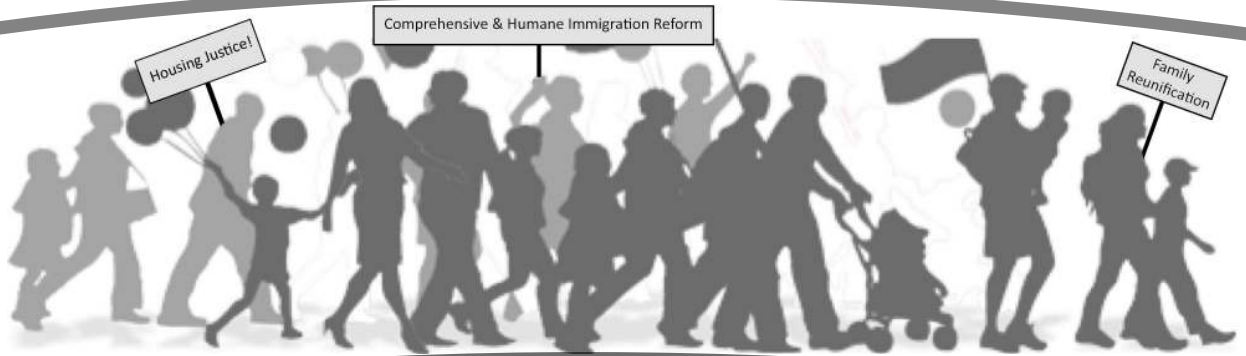 Housing Justice!
Comprehensive & Humane Immigration Reform
Family
Reunification